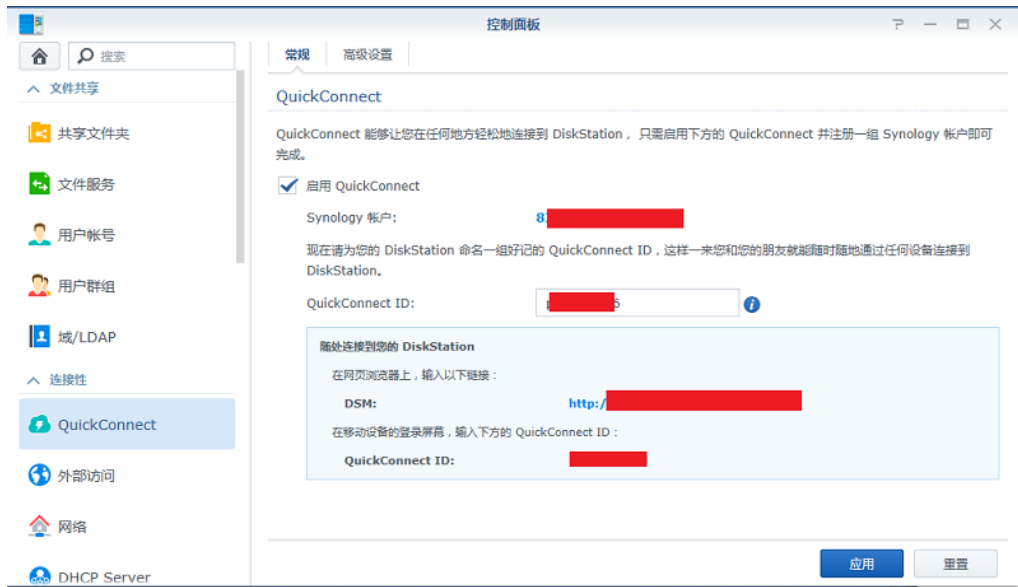 控制面板
搜索
常规
高级设置
文件共享
共享文件夹
文件服务
用户帐号
用户群组
域/LDAP
连接性
QuickConnect
外部访问
网络
DHCP Server
QuickConnect
QuickConnect 能够让您在任何地方轻松地连接到 DiskStation ，只需启用下方的 QuickConnect 并注册一组 Synology 帐户即可
完成。
启用 QuickConnect
Synology 帐户:
8
现在请为您的 DiskStation 命名一组好记的 QuickConnect ID，这样一来您和您的朋友就能随时随地通过任何设备连接到
DiskStation。
QuickConnect ID:
随处连接到您的 DiskStation
在网页浏览器上，输入以下链接：
DSM:
http:/
在移动设备的登录屏幕，输入下方的 QuickConnect ID：
QuickConnect ID:
应用
重置